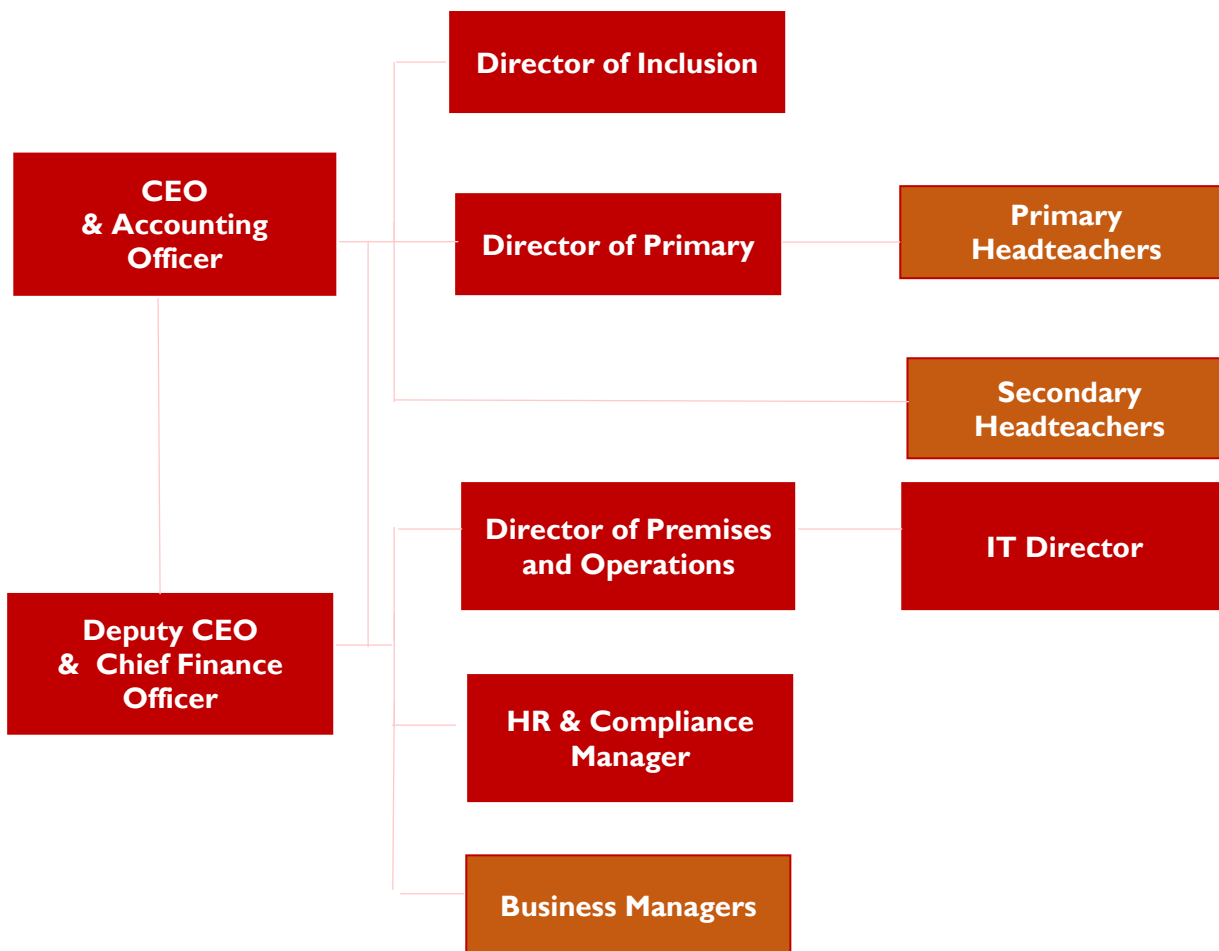 Director of Inclusion
CEO
& Accounting
Officer
Director of Primary
Primary
Headteachers
Secondary
Headteachers
Director of Premises
and Operations
IT Director
Deputy CEO
& Chief Finance
Officer
HR & Compliance
Manager
Business Managers